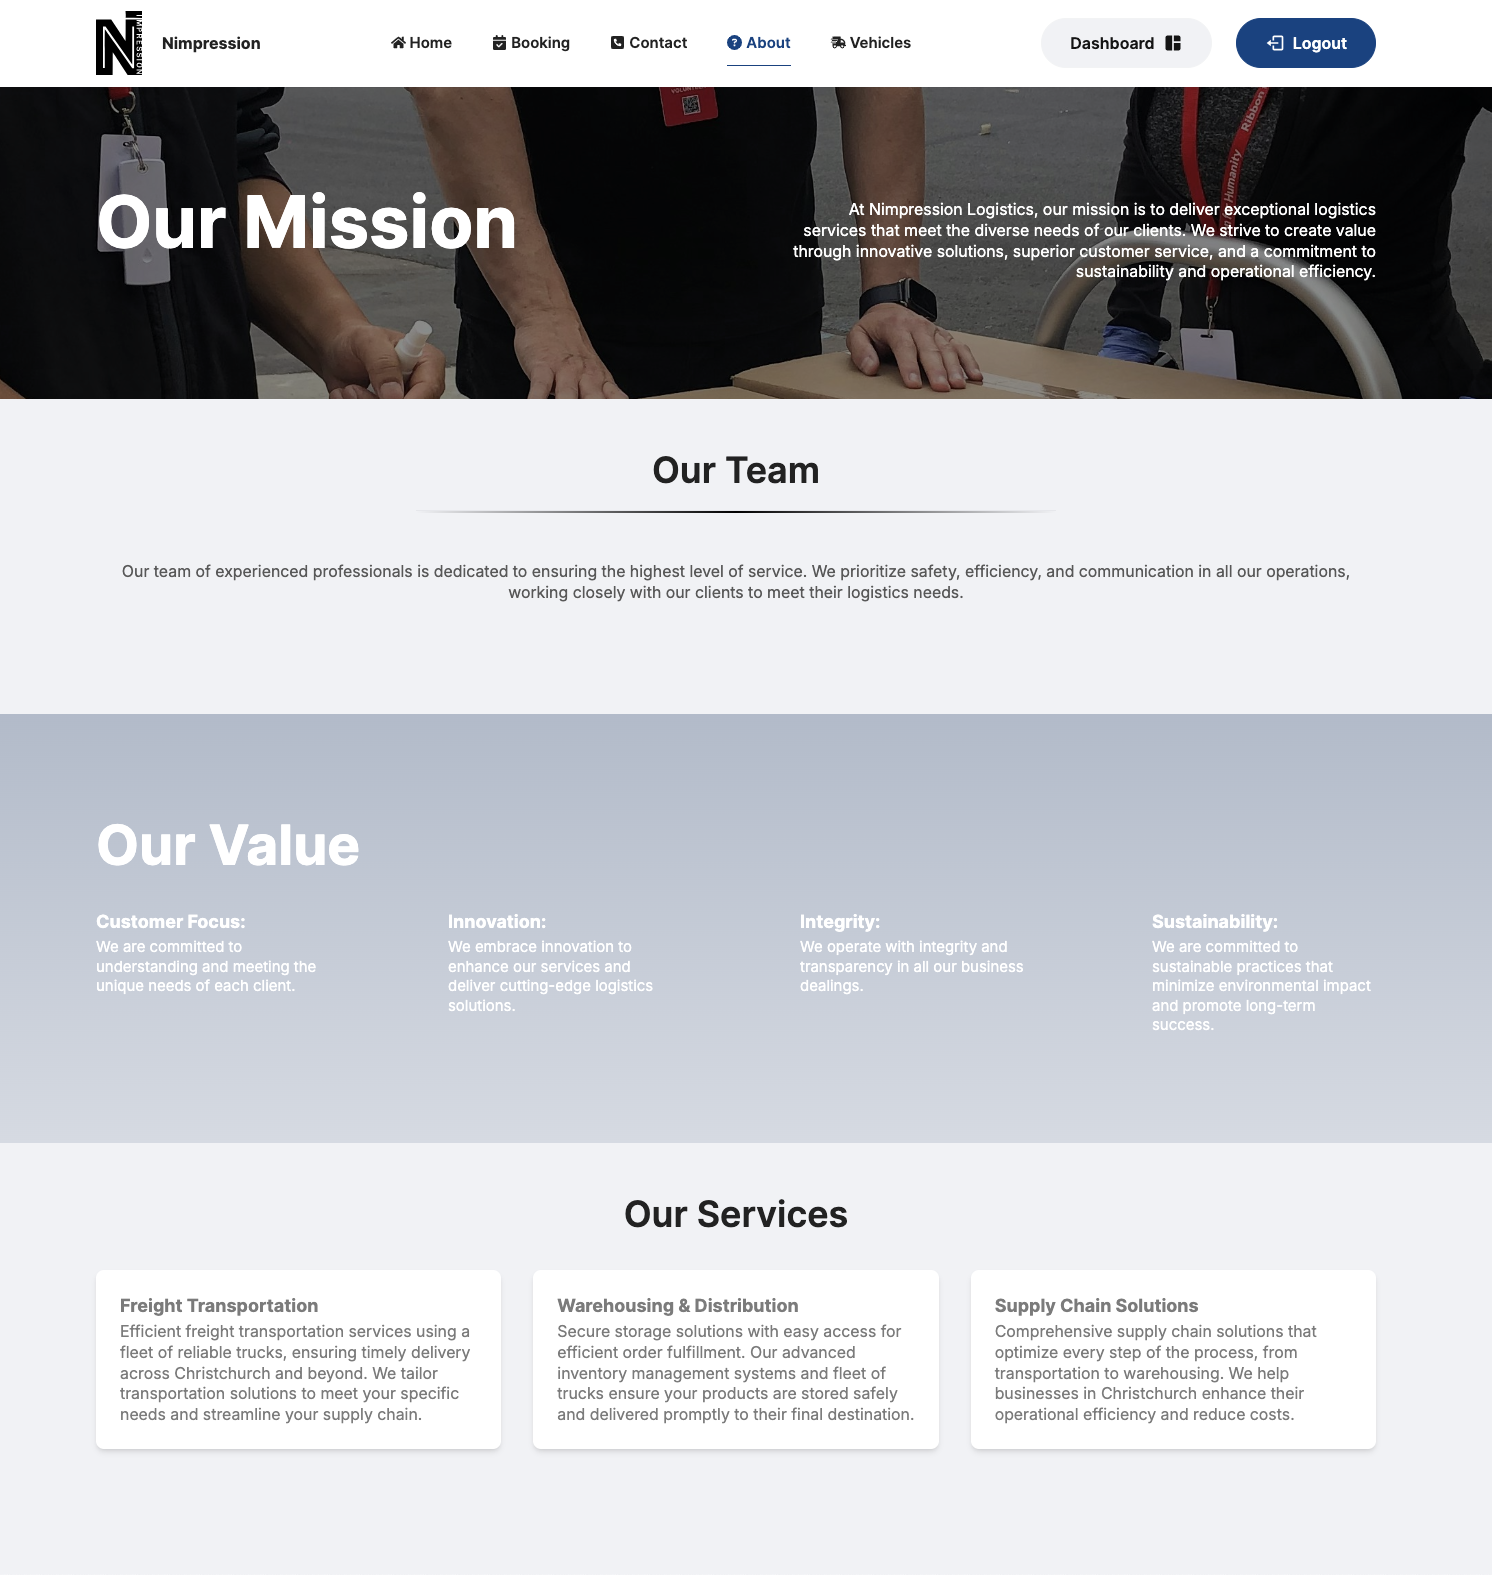 Nimpression
Home
Booking
Contact
About
Vehicles
Dashboard
Logout
IMPRESSION
Our Mission
At Nimpression Logistics, our mission is to deliver exceptional logistics
services that meet the diverse needs of our clients. We strive to create value
through innovative solutions, superior customer service, and a commitment to
sustainability and operational efficiency.
VOLUNTEER
Humanity
Ribbon
Our Team
Our team of experienced professionals is dedicated to ensuring the highest level of service. We prioritize safety, efficiency, and communication in all our operations,
working closely with our clients to meet their logistics needs.
Our Value
Customer Focus:
We are committed to
understanding and meeting the
unique needs of each client.
Innovation:
We embrace innovation to
enhance our services and
deliver cutting-edge logistics
solutions.
Integrity:
We operate with integrity and
transparency in all our business
dealings.
Sustainability:
We are committed to
sustainable practices that
minimize environmental impact
and promote long-term
success.
Our Services
Freight Transportation
Efficient freight transportation services using a
fleet of reliable trucks, ensuring timely delivery
across Christchurch and beyond. We tailor
transportation solutions to meet your specific
needs and streamline your supply chain.
Warehousing & Distribution
Secure storage solutions with easy access for
efficient order fulfillment. Our advanced
inventory management systems and fleet of
trucks ensure your products are stored safely
and delivered promptly to their final destination.
Supply Chain Solutions
Comprehensive supply chain solutions that
optimize every step of the process, from
transportation to warehousing. We help
businesses in Christchurch enhance their
operational efficiency and reduce costs.